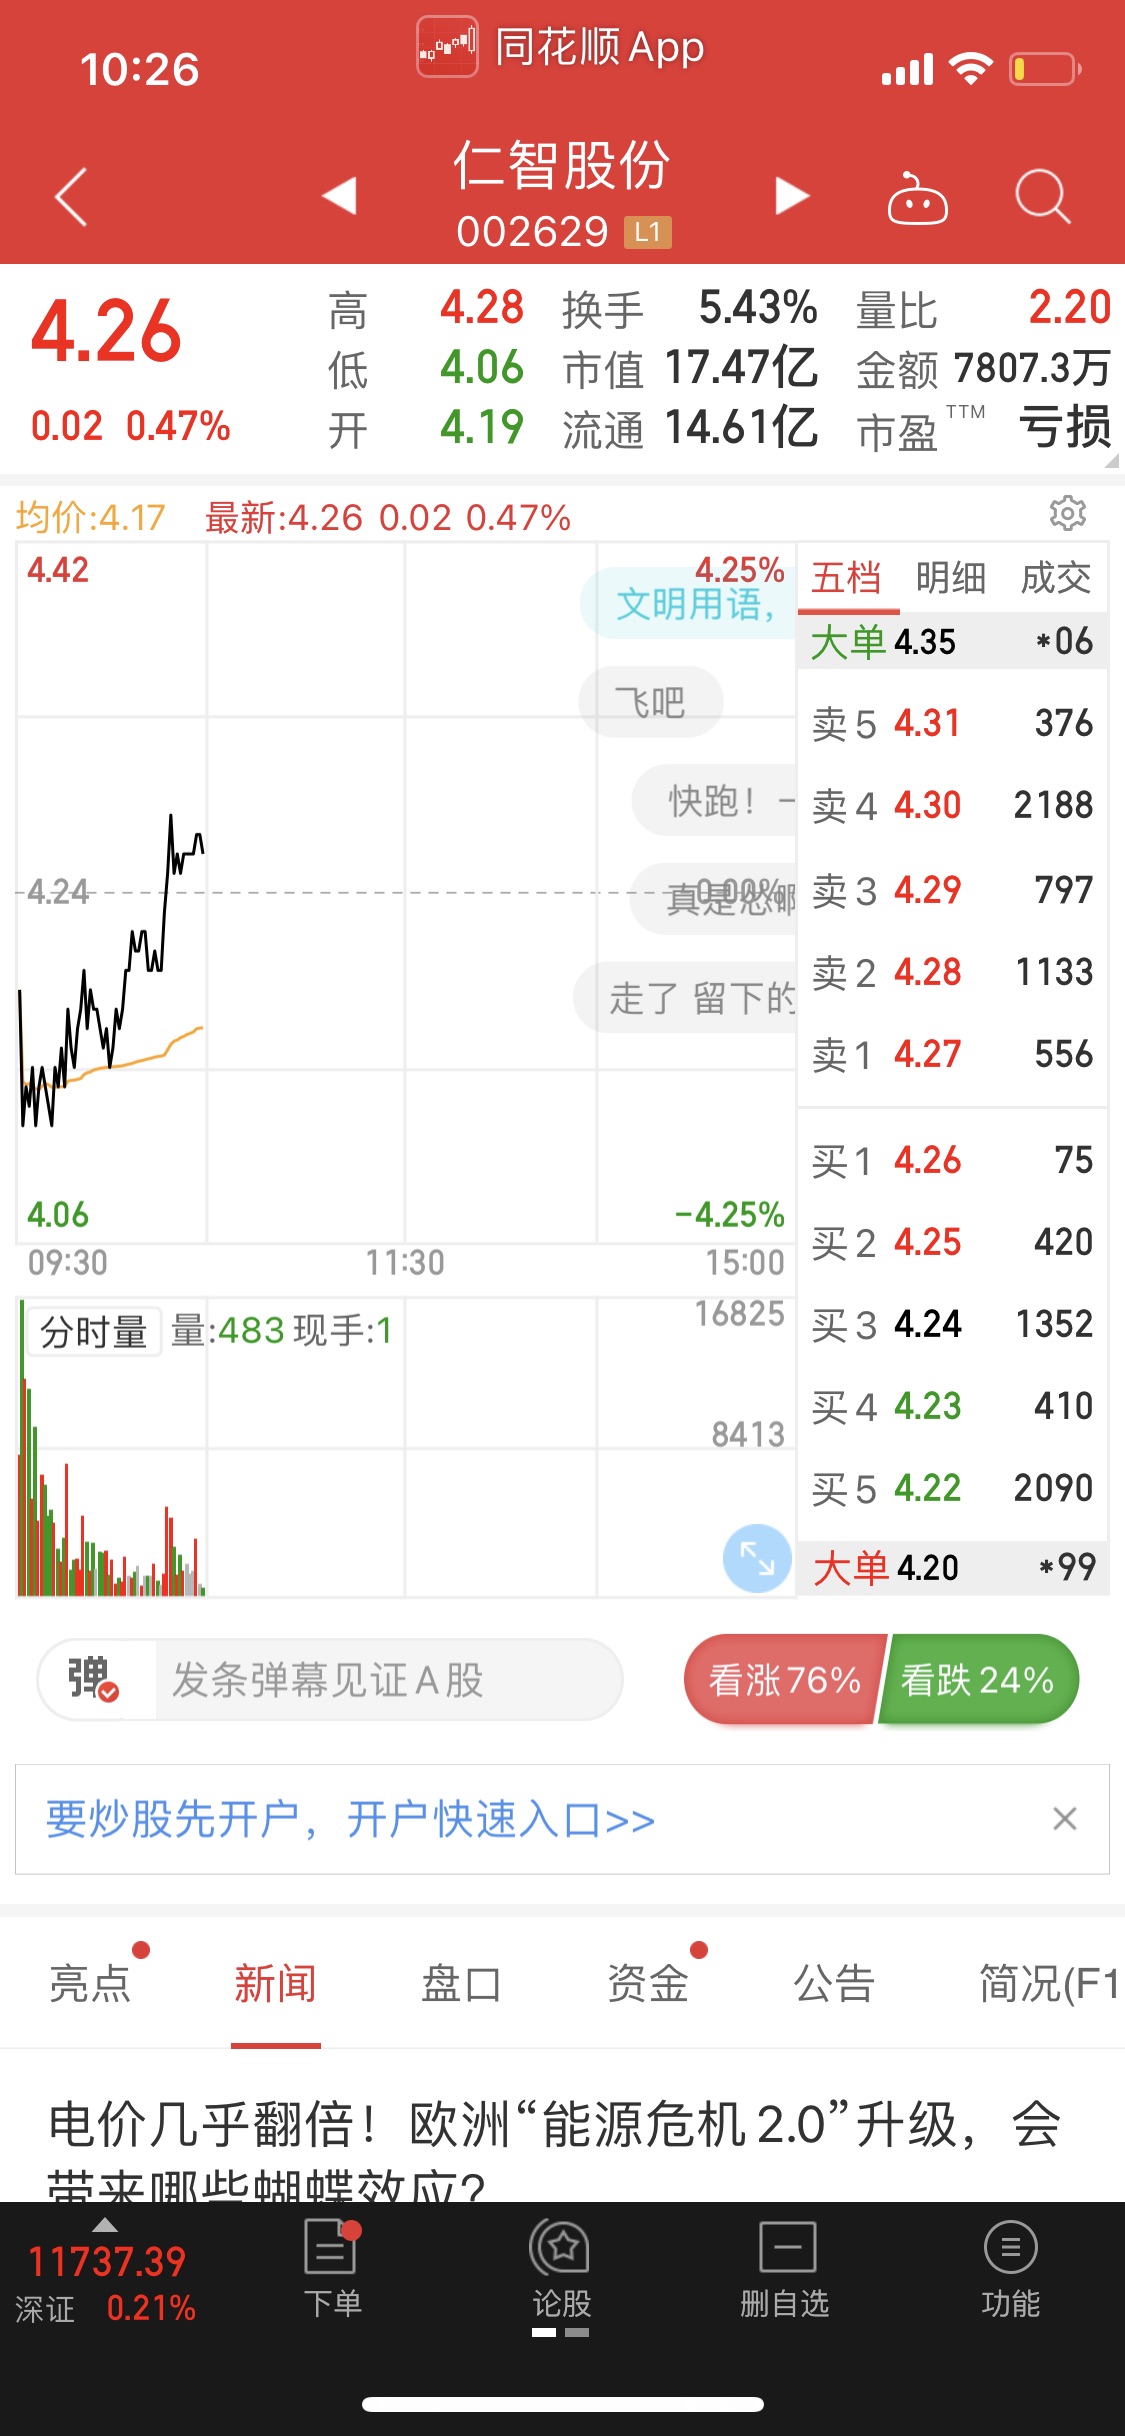 10:26
同花顺App
仁智股份
002629 L1
4.26
0.02 0.47%
高 4.28 换手 5.43% 量比 2.20
低 4.06 市值 17.47亿 金额 7807.3万
开 4.19 流通 14.61亿 市盈TTM 亏损
均价:4.17 最新:4.26 0.02 0.47%
4.42 4.25%
文明用语,
飞吧
快跑！
4.24 0.00%
真是怂啊
走了 留下的
4.06 -4.25%
09:30 11:30 15:00
分时量 量:483 现手:1 16825
8413
五档 明细 成交
大单 4.35 *06
卖5 4.31 376
卖4 4.30 2188
卖3 4.29 797
卖2 4.28 1133
卖1 4.27 556
买1 4.26 75
买2 4.25 420
买3 4.24 1352
买4 4.23 410
买5 4.22 2090
大单 4.20 *99
弹 发条弹幕见证A股
看涨76% 看跌24%
要炒股先开户，开户快速入口>>
亮点 新闻 盘口 资金 公告 简况(F1
电价几乎翻倍！欧洲“能源危机2.0”升级，会
带来哪些蝴蝶效应?
11737.39
深证 0.21%
下单 论股 删自选 功能